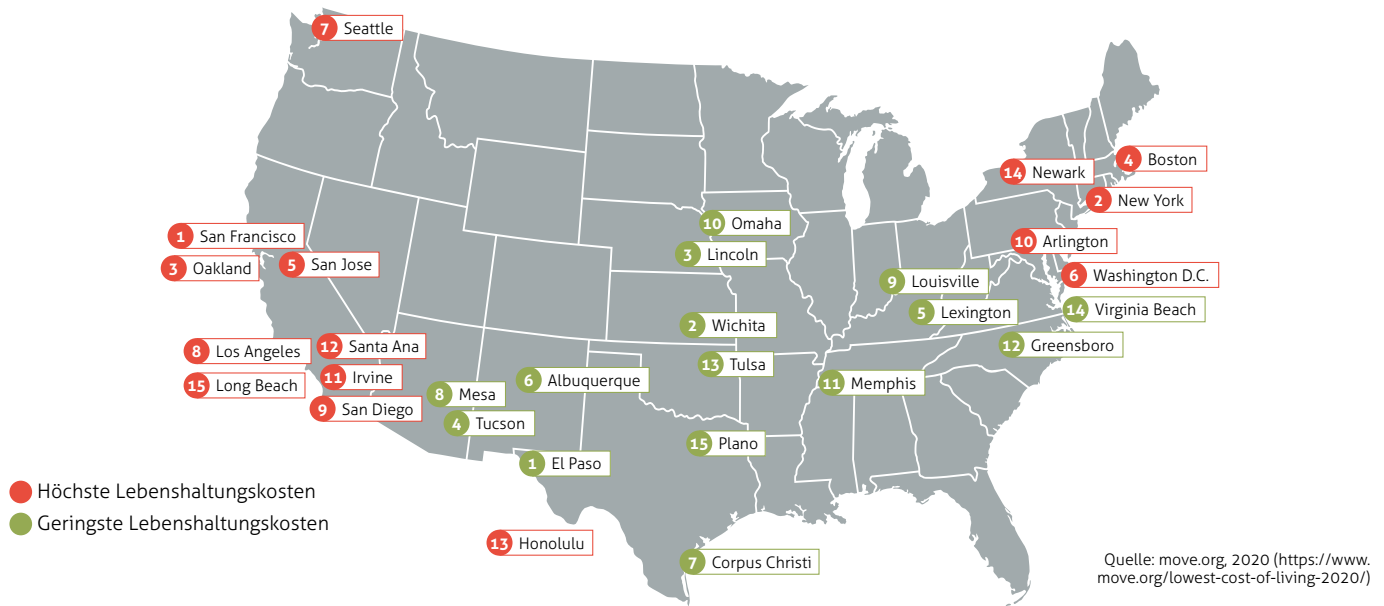 7 Seattle
4 Boston
14 Newark
2 New York
10 Omaha
1 San Francisco
10 Arlington
3 Lincoln
3 Oakland
5 San Jose
6 Washington D.C.
9 Louisville
14 Virginia Beach
5 Lexington
2 Wichita
12 Greensboro
12 Santa Ana
8 Los Angeles
13 Tulsa
11 Irvine
6 Albuquerque
11 Memphis
15 Long Beach
8 Mesa
9 San Diego
4 Tucson
15 Plano
1 El Paso
Höchste Lebenshaltungskosten
Geringste Lebenshaltungskosten
13 Honolulu
7 Corpus Christi
Quelle: move.org, 2020 (https://www.
move.org/lowest-cost-of-living-2020/)